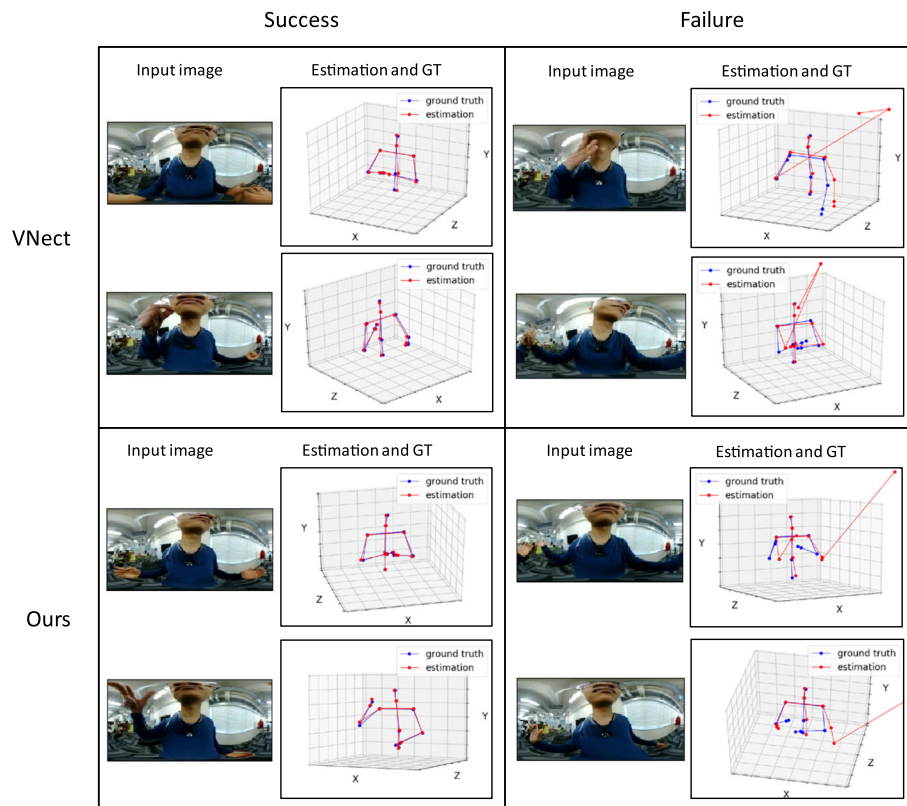 Success
Failure
Input image
Estimation and GT
Input image
Estimation and GT
ground truth
estimation
Y
Z
X
ground truth
estimation
Y
Z
X
VNect
ground truth
estimation
Y
Z
X
ground truth
estimation
Y
Z
X
Input image
Estimation and GT
Input image
Estimation and GT
ground truth
estimation
Y
Z
X
ground truth
estimation
Y
Z
X
Ours
ground truth
estimation
Y
X
Z
ground truth
estimation
Y
Z
X